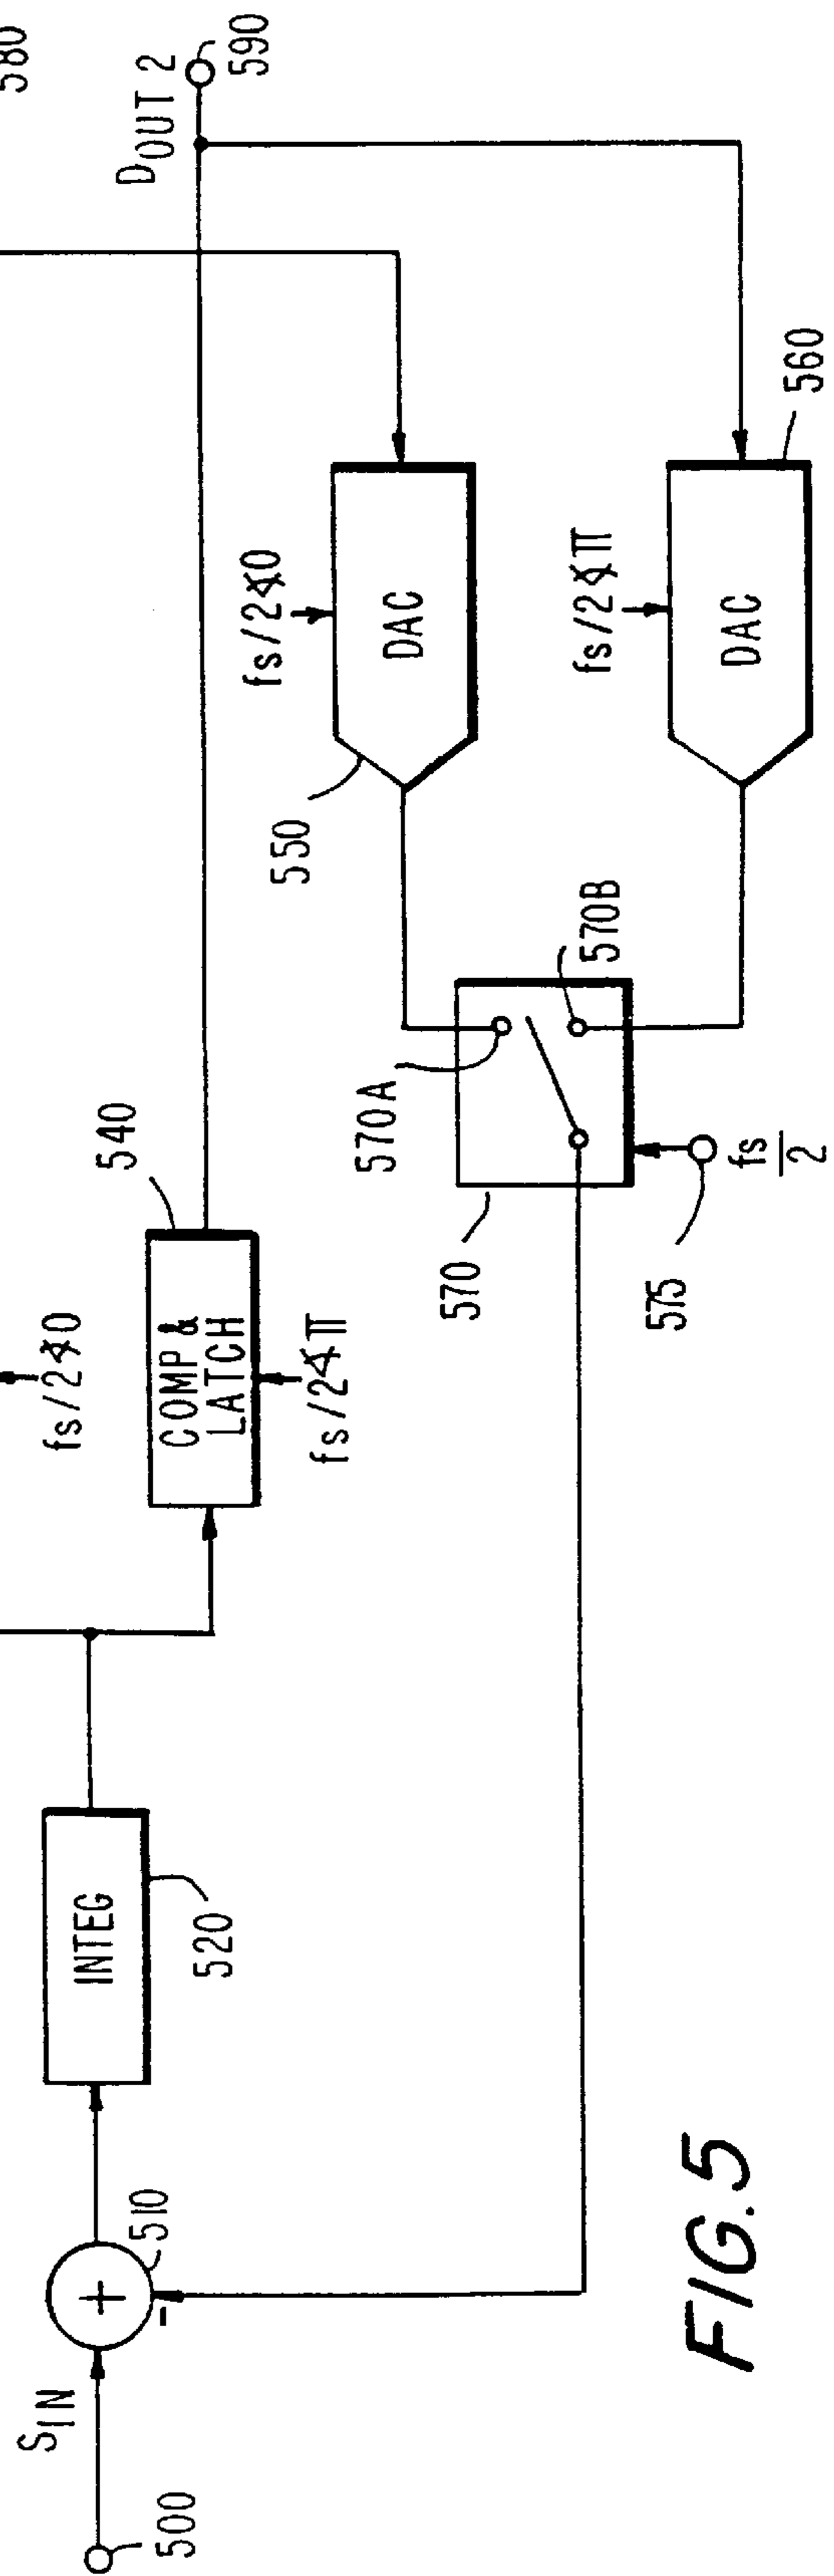 580
D_OUT 2
590
fs/2∢0
540
COMP &
LATCH
fs/2∢π
fs/2∢0
DAC
550
fs/2∢π
DAC
560
570A
570B
570
575
fs
2
INTEG
520
S_IN
510
+
-
500
FIG. 5